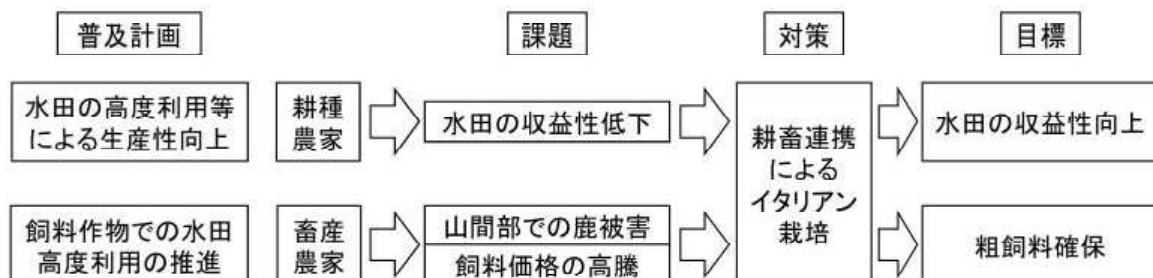 普及計画
課題
対策
目標
水田の高度利用等
による生産性向上
耕種
農家
水田の収益性低下
耕畜連携
による
イタリアン
栽培
水田の収益性向上
飼料作物での水田
高度利用の推進
畜産
農家
山間部での鹿被害
飼料価格の高騰
粗飼料確保